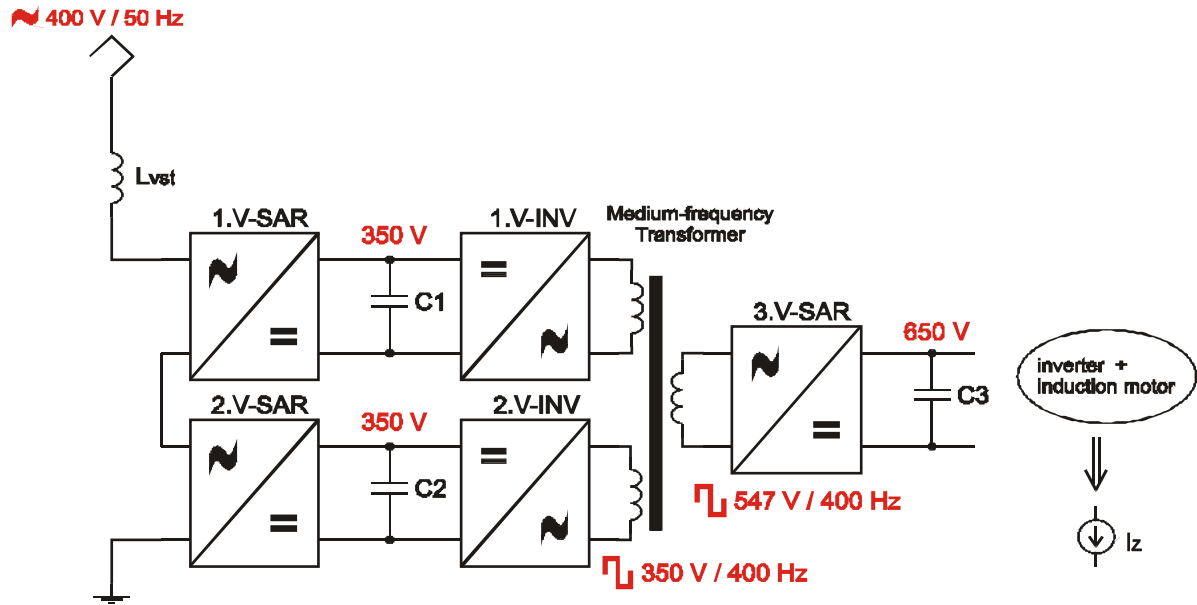 400 V / 50 Hz
Lvst
1.V-SAR
350 V
1.V-INV
Medium-frequency
Transformer
C1
3.V-SAR
650 V
inverter +
induction motor
C3
2.V-SAR
350 V
2.V-INV
C2
547 V / 400 Hz
350 V / 400 Hz
Iz